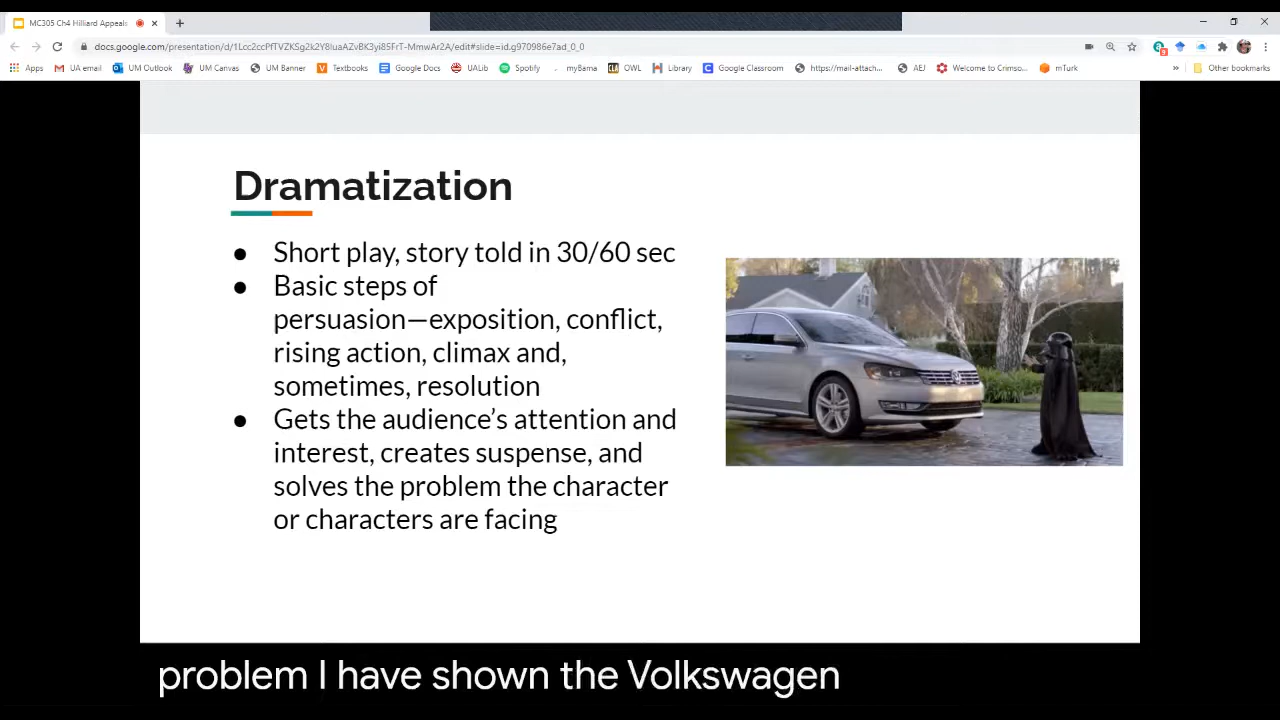 MC305 Ch4 Hilliard Appeals
docs.google.com/presentation/d/1Lcc2ccPfTVZKSg2k2Y8luaAZvBK3yi85FrT-MmwAr2A/edit#slide=id.g970986e7ad_0_0
Apps UA email UM Outlook UM Canvas UM Banner Textbooks Google Docs UALib Spotify myBama OWL Library Google Classroom https://mail-attach... AEJ Welcome to Crimso... mTurk » Other bookmarks
Dramatization
● Short play, story told in 30/60 sec
● Basic steps of
persuasion—exposition, conflict,
rising action, climax and,
sometimes, resolution
● Gets the audience’s attention and
interest, creates suspense, and
solves the problem the character
or characters are facing
problem I have shown the Volkswagen